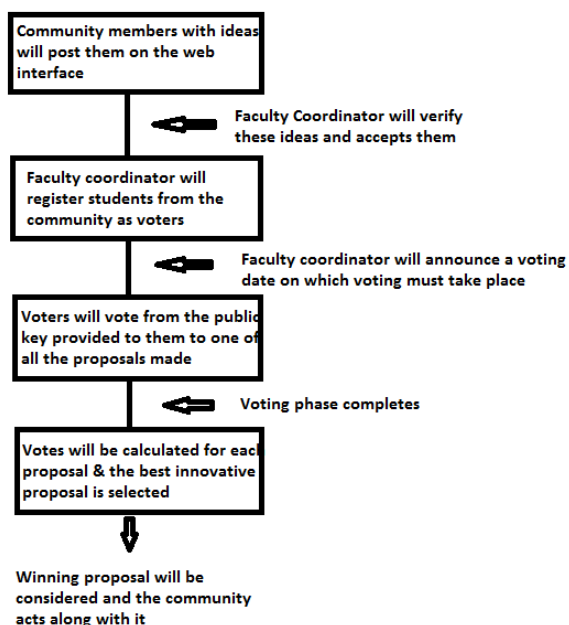 Community members with ideas
will post them on the web
interface
Faculty Coordinator will verify
these ideas and accepts them
Faculty coordinator will
register students from the
community as voters
Faculty coordinator will announce a voting
date on which voting must take place
Voters will vote from the public
key provided to them to one of
all the proposals made
Voting phase completes
Votes will be calculated for each
proposal & the best innovative
proposal is selected
Winning proposal will be
considered and the community
acts along with it